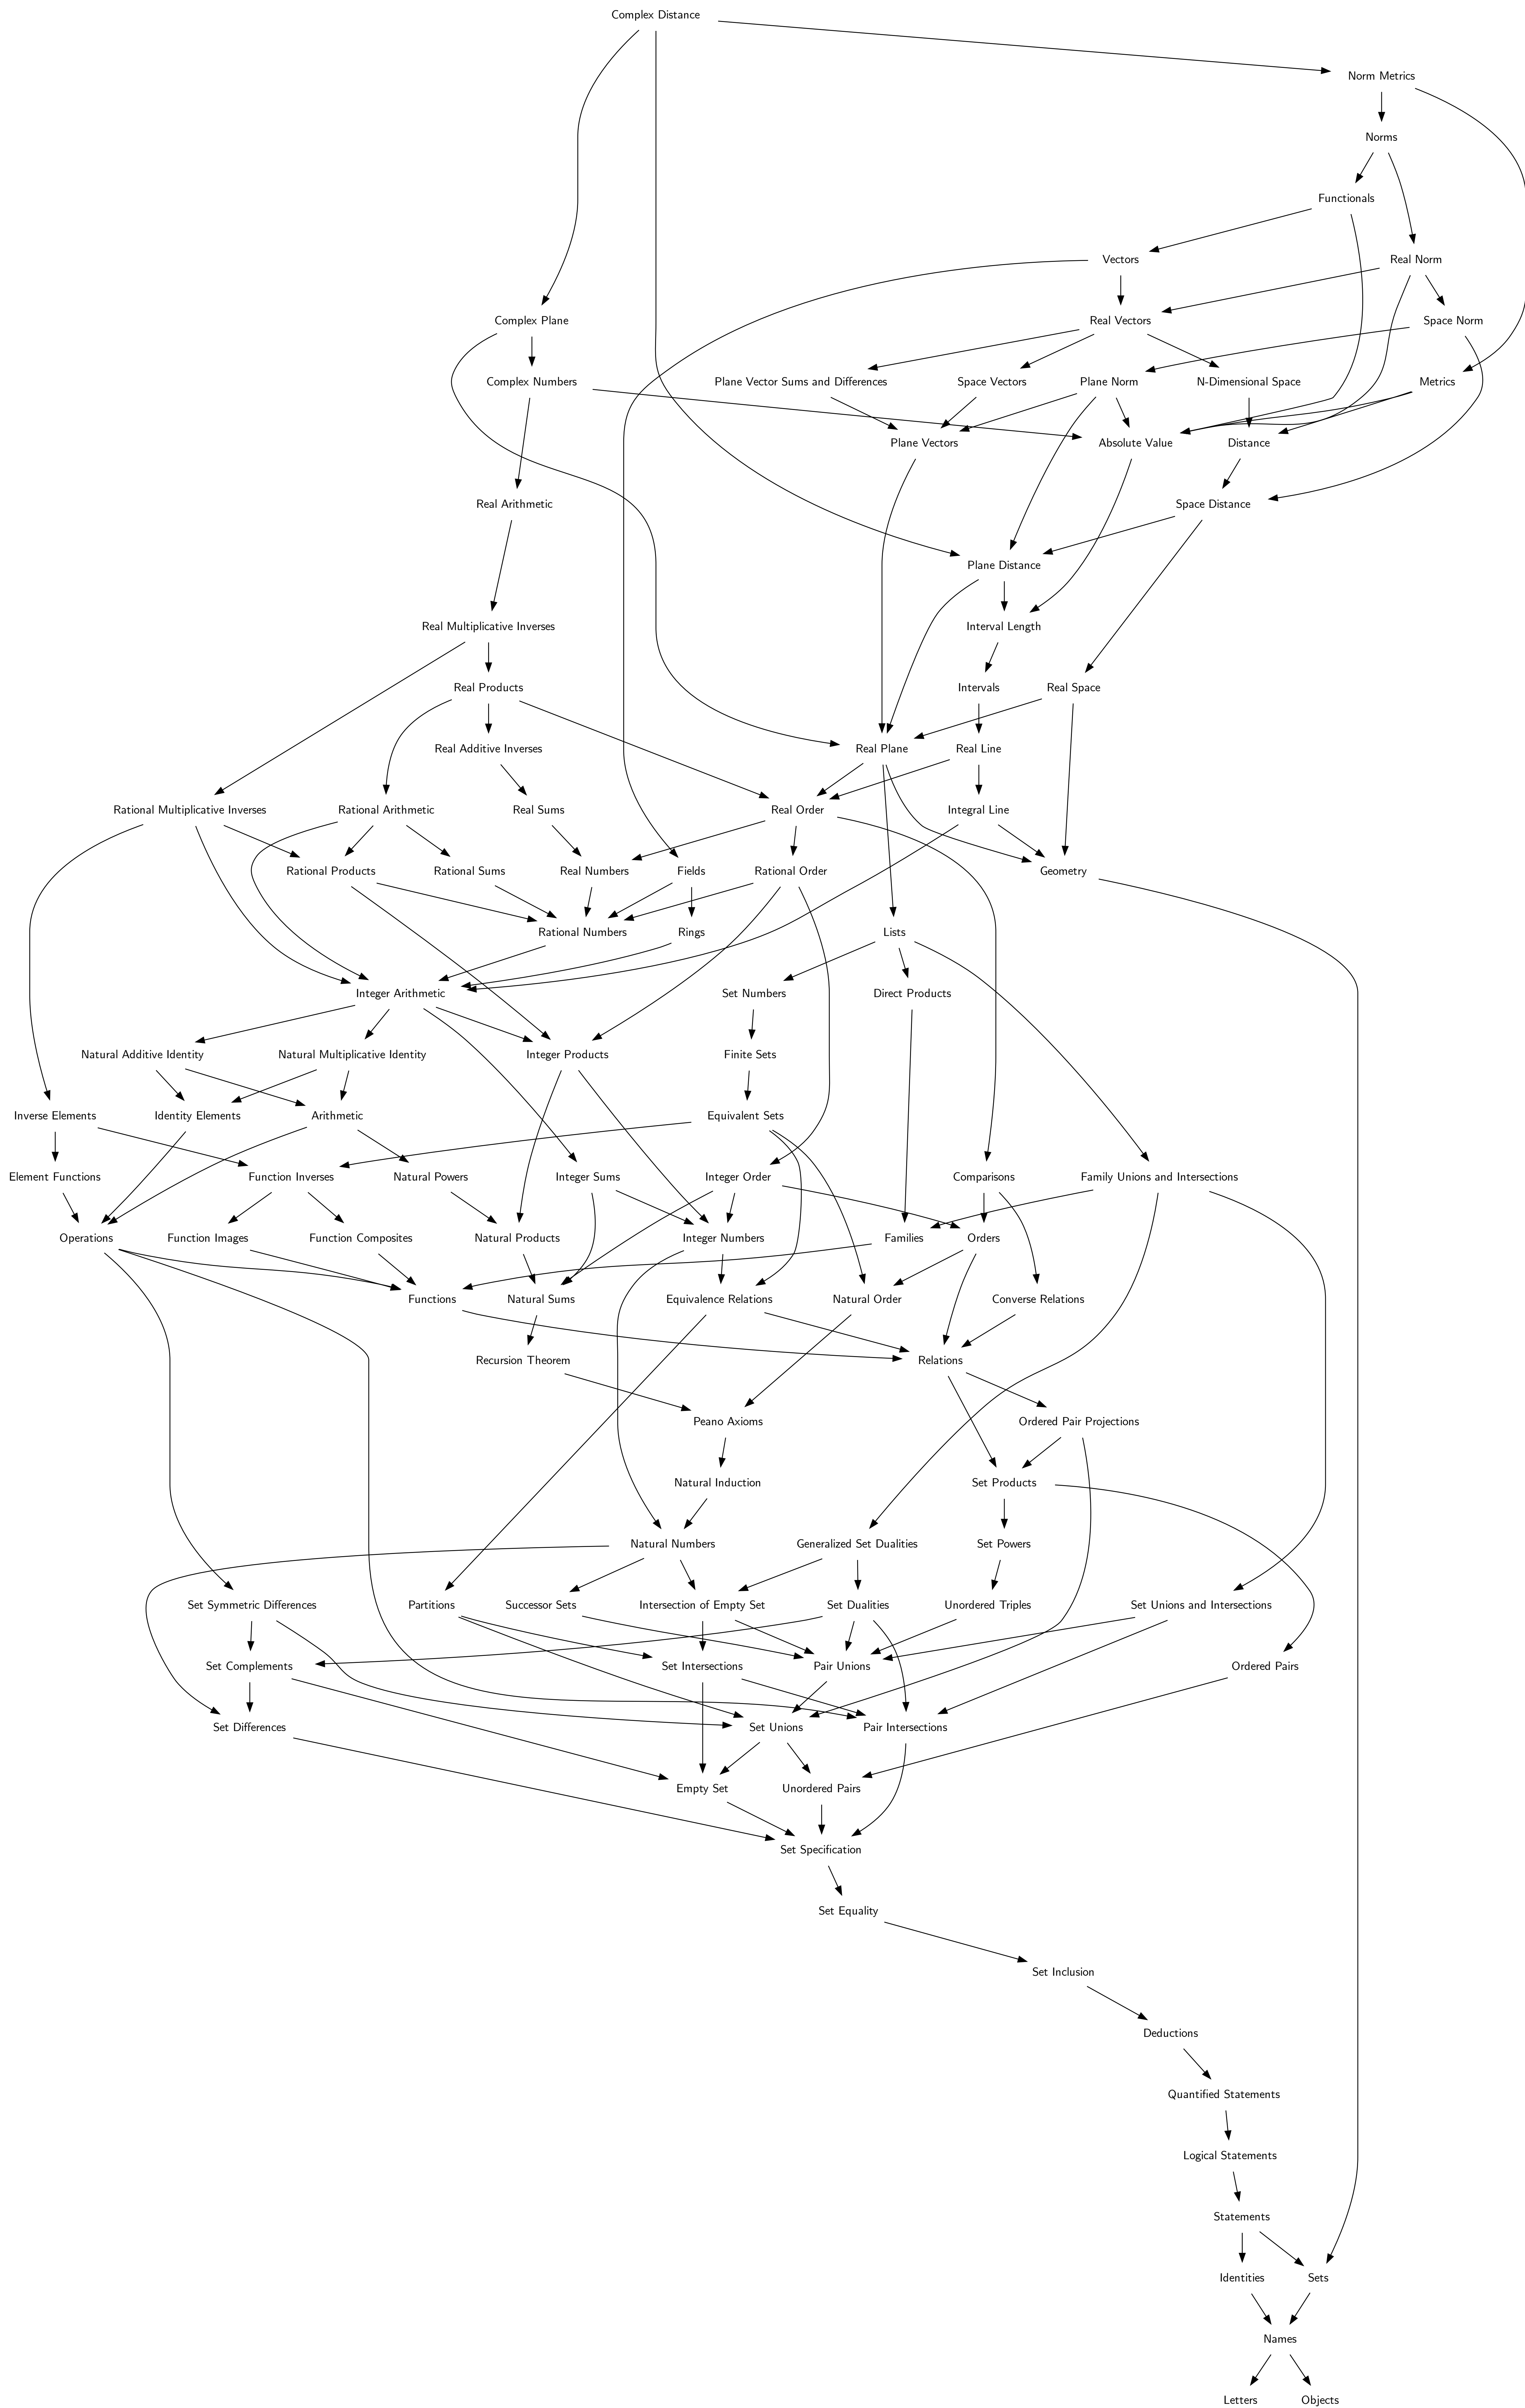 Complex Distance
Norm Metrics
Norms
Functionals
Vectors
Real Norm
Complex Plane
Real Vectors
Space Norm
Complex Numbers
Plane Vector Sums and Differences
Space Vectors
Plane Norm
N-Dimensional Space
Metrics
Plane Vectors
Absolute Value
Distance
Real Arithmetic
Space Distance
Plane Distance
Real Multiplicative Inverses
Interval Length
Real Products
Intervals
Real Space
Real Additive Inverses
Real Plane
Real Line
Rational Multiplicative Inverses
Rational Arithmetic
Real Sums
Real Order
Integral Line
Rational Products
Rational Sums
Real Numbers
Fields
Rational Order
Geometry
Rational Numbers
Rings
Lists
Integer Arithmetic
Set Numbers
Direct Products
Natural Additive Identity
Natural Multiplicative Identity
Integer Products
Finite Sets
Inverse Elements
Identity Elements
Arithmetic
Equivalent Sets
Element Functions
Function Inverses
Natural Powers
Integer Sums
Integer Order
Comparisons
Family Unions and Intersections
Operations
Function Images
Function Composites
Natural Products
Integer Numbers
Families
Orders
Functions
Natural Sums
Equivalence Relations
Natural Order
Converse Relations
Recursion Theorem
Relations
Peano Axioms
Ordered Pair Projections
Natural Induction
Set Products
Natural Numbers
Generalized Set Dualities
Set Powers
Set Symmetric Differences
Partitions
Successor Sets
Intersection of Empty Set
Set Dualities
Unordered Triples
Set Unions and Intersections
Set Complements
Set Intersections
Pair Unions
Ordered Pairs
Set Differences
Set Unions
Pair Intersections
Empty Set
Unordered Pairs
Set Specification
Set Equality
Set Inclusion
Deductions
Quantified Statements
Logical Statements
Statements
Identities
Sets
Names
Letters
Objects